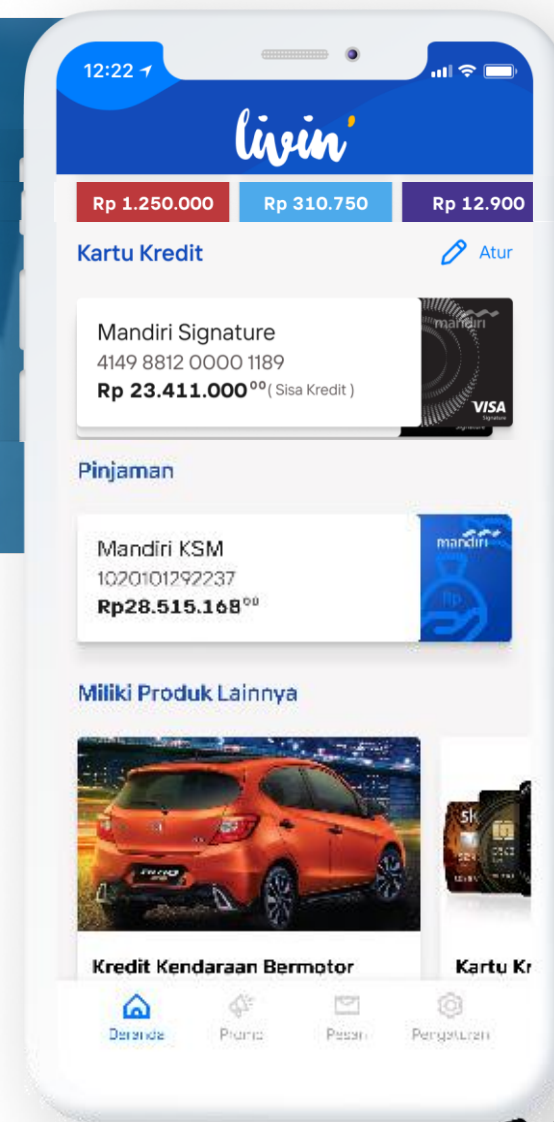 12:22
livin'
Rp 1.250.000 Rp 310.750 Rp 12.900
Kartu Kredit Atur
Mandiri Signature
4149 8812 0000 1189
Rp 23.411.000⁰⁰ ( Sisa Kredit )
mandiri
VISA
Signature
Pinjaman
Mandiri KSM
1020101292237
Rp28.515.168⁰⁰
mandiri
Rp
Miliki Produk Lainnya
Kredit Kendaraan Bermotor Kartu Kr
Beranda Promo Pesan Pengaturan